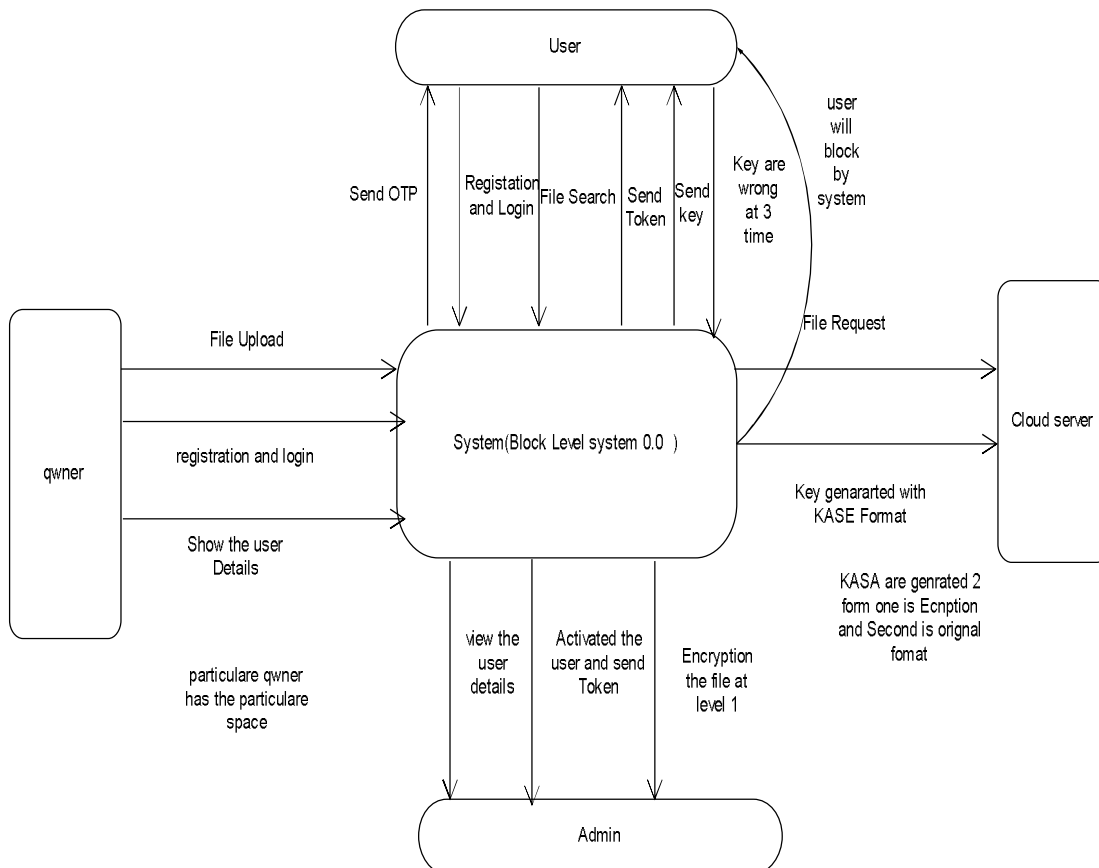 User
user
will
block
by
system
Send OTP
Registation
and Login
File Search
Send
Token
Send
key
Key are
wrong
at 3
time
File Upload
registration and login
Show the user
Details
qwner
System(Block Level system 0.0 )
File Request
Cloud server
Key genararted with
KASE Format
KASA are genrated 2
form one is Ecnption
and Second is orignal
fomat
particulare qwner
has the particulare
space
view the
user
details
Activated the
user and send
Token
Encryption
the file at
level 1
Admin